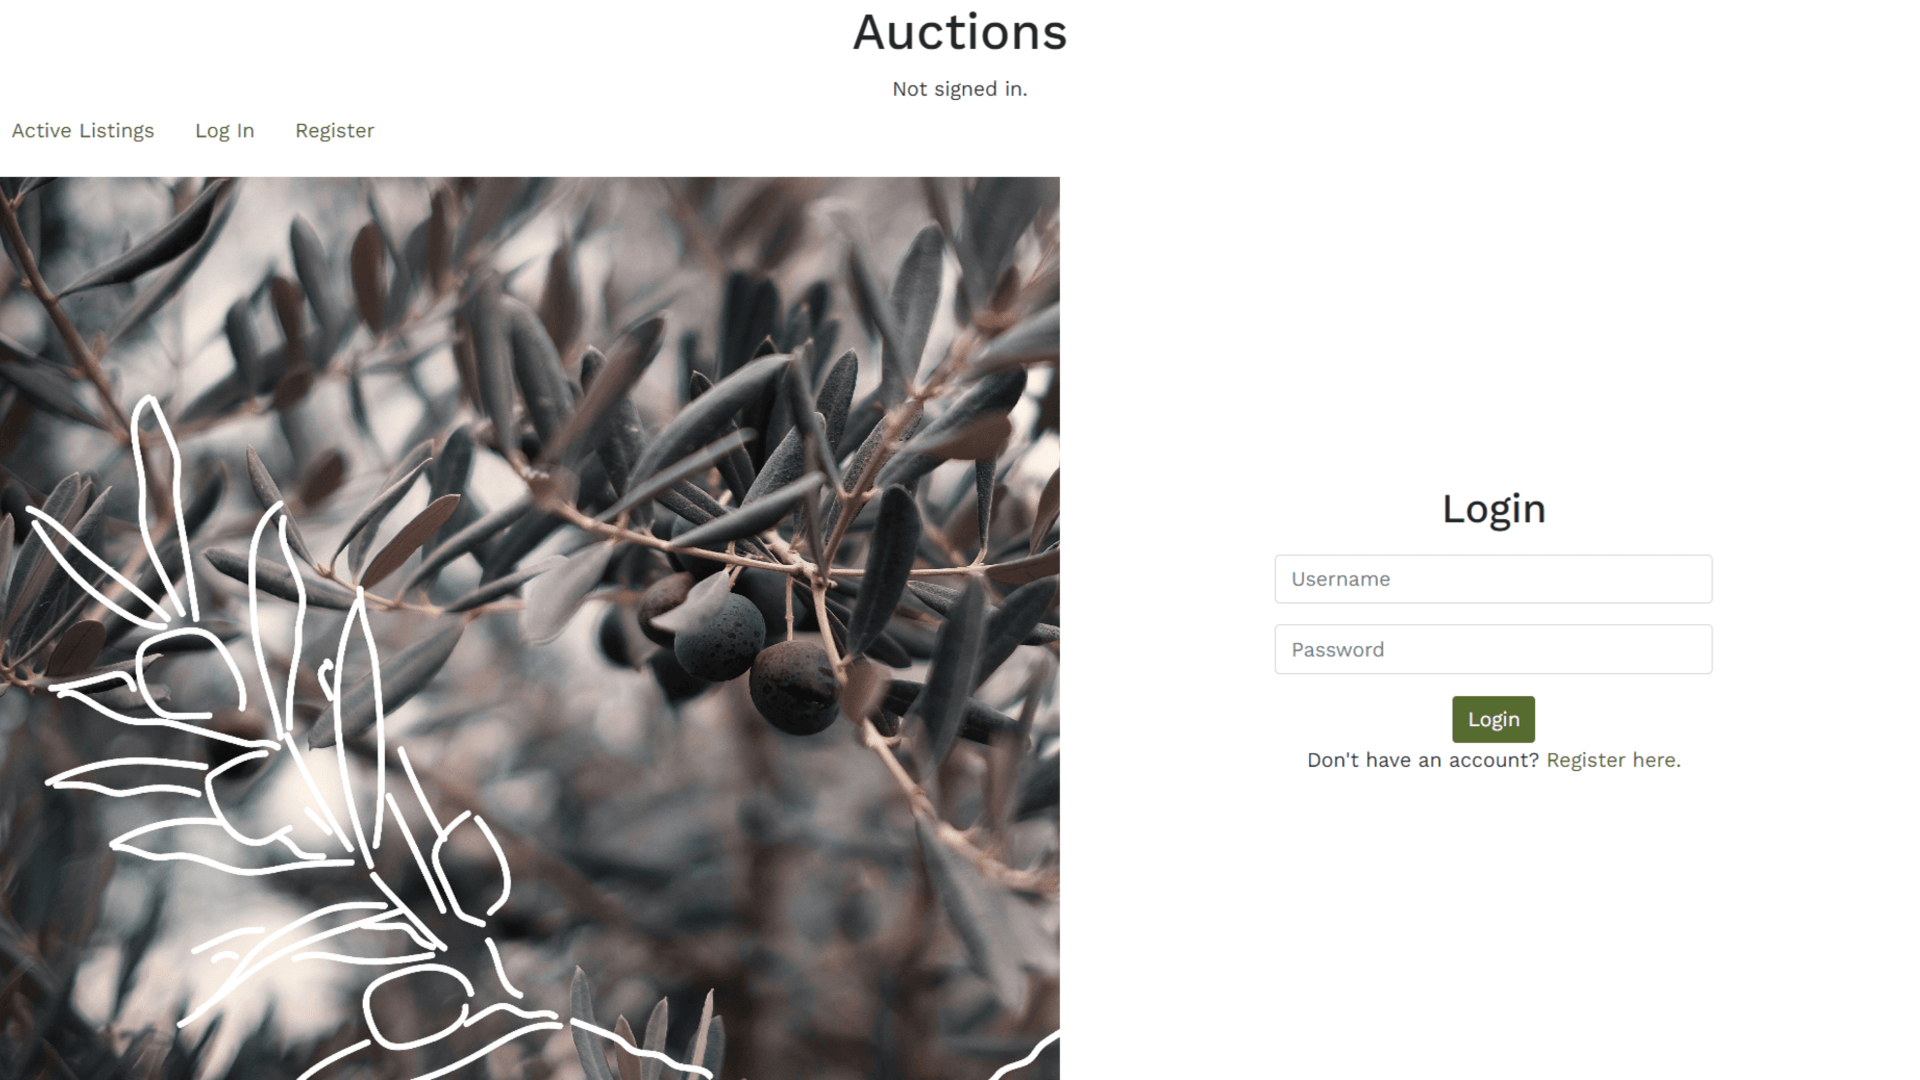 Auctions
Not signed in.
Active Listings Log In Register
Login
Username
Password
Login
Don't have an account? Register here.